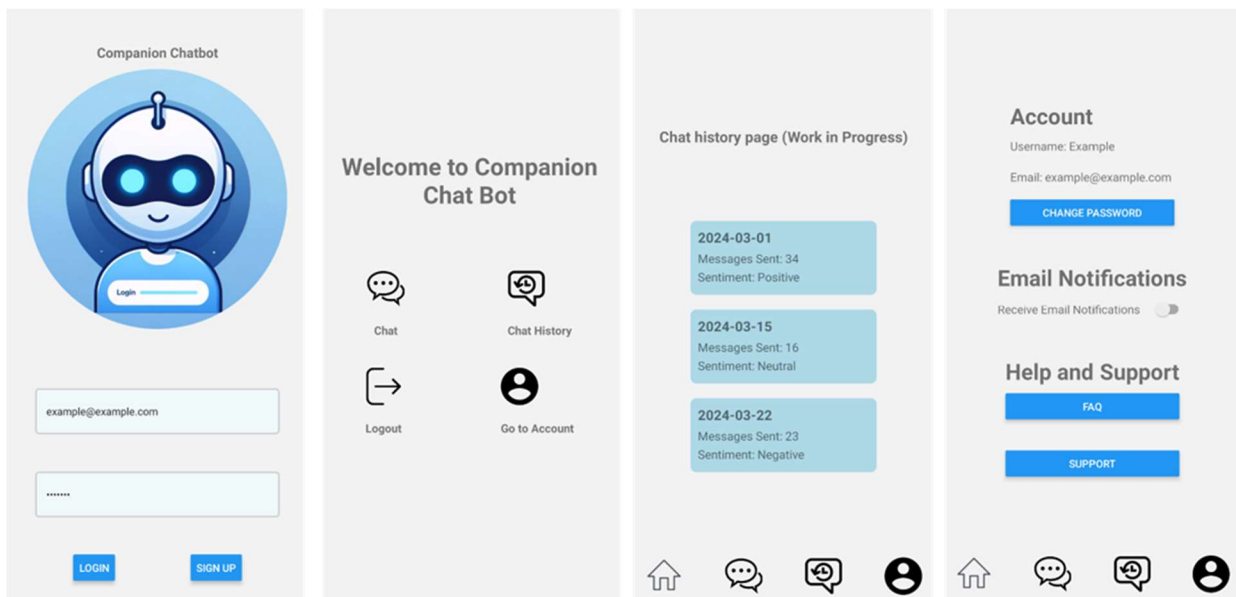 Companion Chatbot
Login
example@example.com
•••••••
LOGIN
SIGN UP
Welcome to Companion
Chat Bot
Chat
Chat History
Logout
Go to Account
Chat history page (Work in Progress)
2024-03-01
Messages Sent: 34
Sentiment: Positive
2024-03-15
Messages Sent: 16
Sentiment: Neutral
2024-03-22
Messages Sent: 23
Sentiment: Negative
Account
Username: Example
Email: example@example.com
CHANGE PASSWORD
Email Notifications
Receive Email Notifications
Help and Support
FAQ
SUPPORT